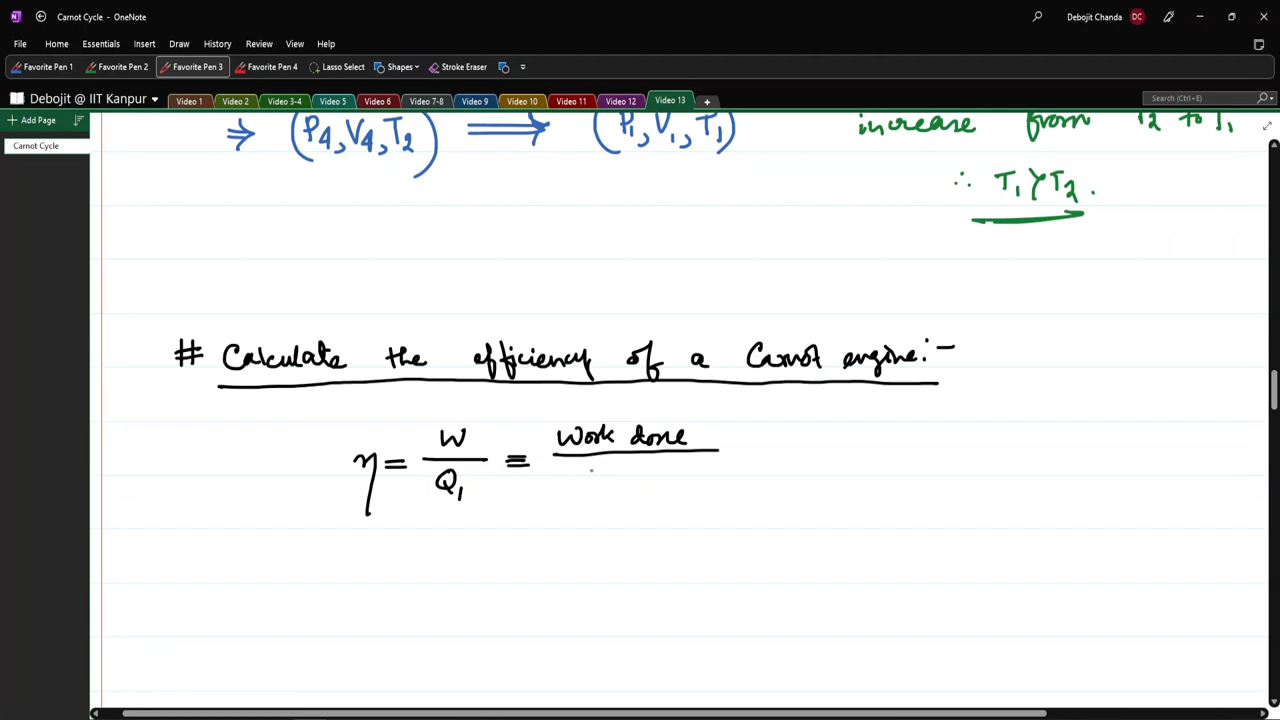 Carnot Cycle - OneNote
Debojit Chanda DC
File Home Essentials Insert Draw History Review View Help
Favorite Pen 1 Favorite Pen 2 Favorite Pen 3 Favorite Pen 4 Lasso Select Shapes Stroke Eraser
Debojit @ IIT Kanpur Video 1 Video 2 Video 3-4 Video 5 Video 6 Video 7-8 Video 9 Video 10 Video 11 Video 12 Video 13 + Search (Ctrl+E)
+ Add Page
Carnot Cycle
⇒ (P4, V4, T2) ⟹ (P1, V1, T1) increase from T2 to T1
∴ T1 > T2.
# Calculate the efficiency of a Carnot engine:-
η = W / Q1 ≡ Work done